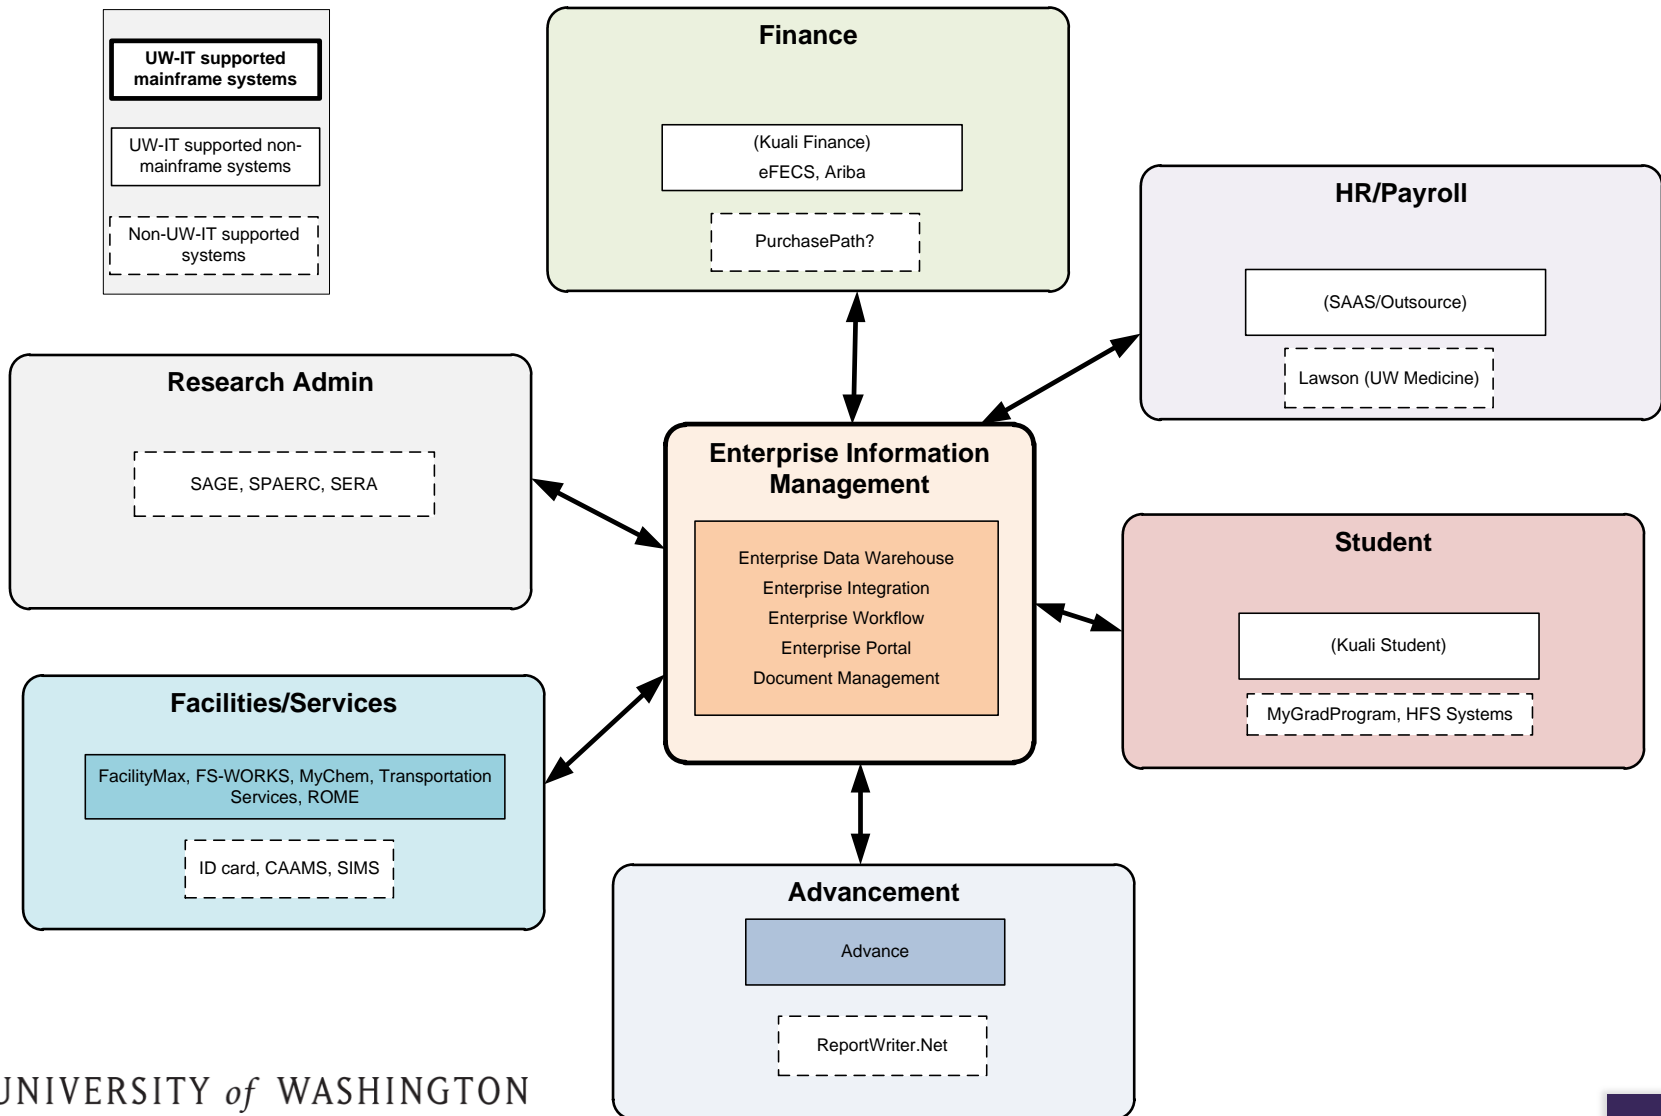 UW-IT supported
mainframe systems
UW-IT supported non-
mainframe systems
Non-UW-IT supported
systems
Finance
(Kuali Finance)
eFECS, Ariba
PurchasePath?
HR/Payroll
(SAAS/Outsource)
Lawson (UW Medicine)
Research Admin
SAGE, SPAERC, SERA
Enterprise Information
Management
Enterprise Data Warehouse
Enterprise Integration
Enterprise Workflow
Enterprise Portal
Document Management
Student
(Kuali Student)
MyGradProgram, HFS Systems
Facilities/Services
FacilityMax, FS-WORKS, MyChem, Transportation
Services, ROME
ID card, CAAMS, SIMS
Advancement
Advance
ReportWriter.Net
UNIVERSITY of WASHINGTON